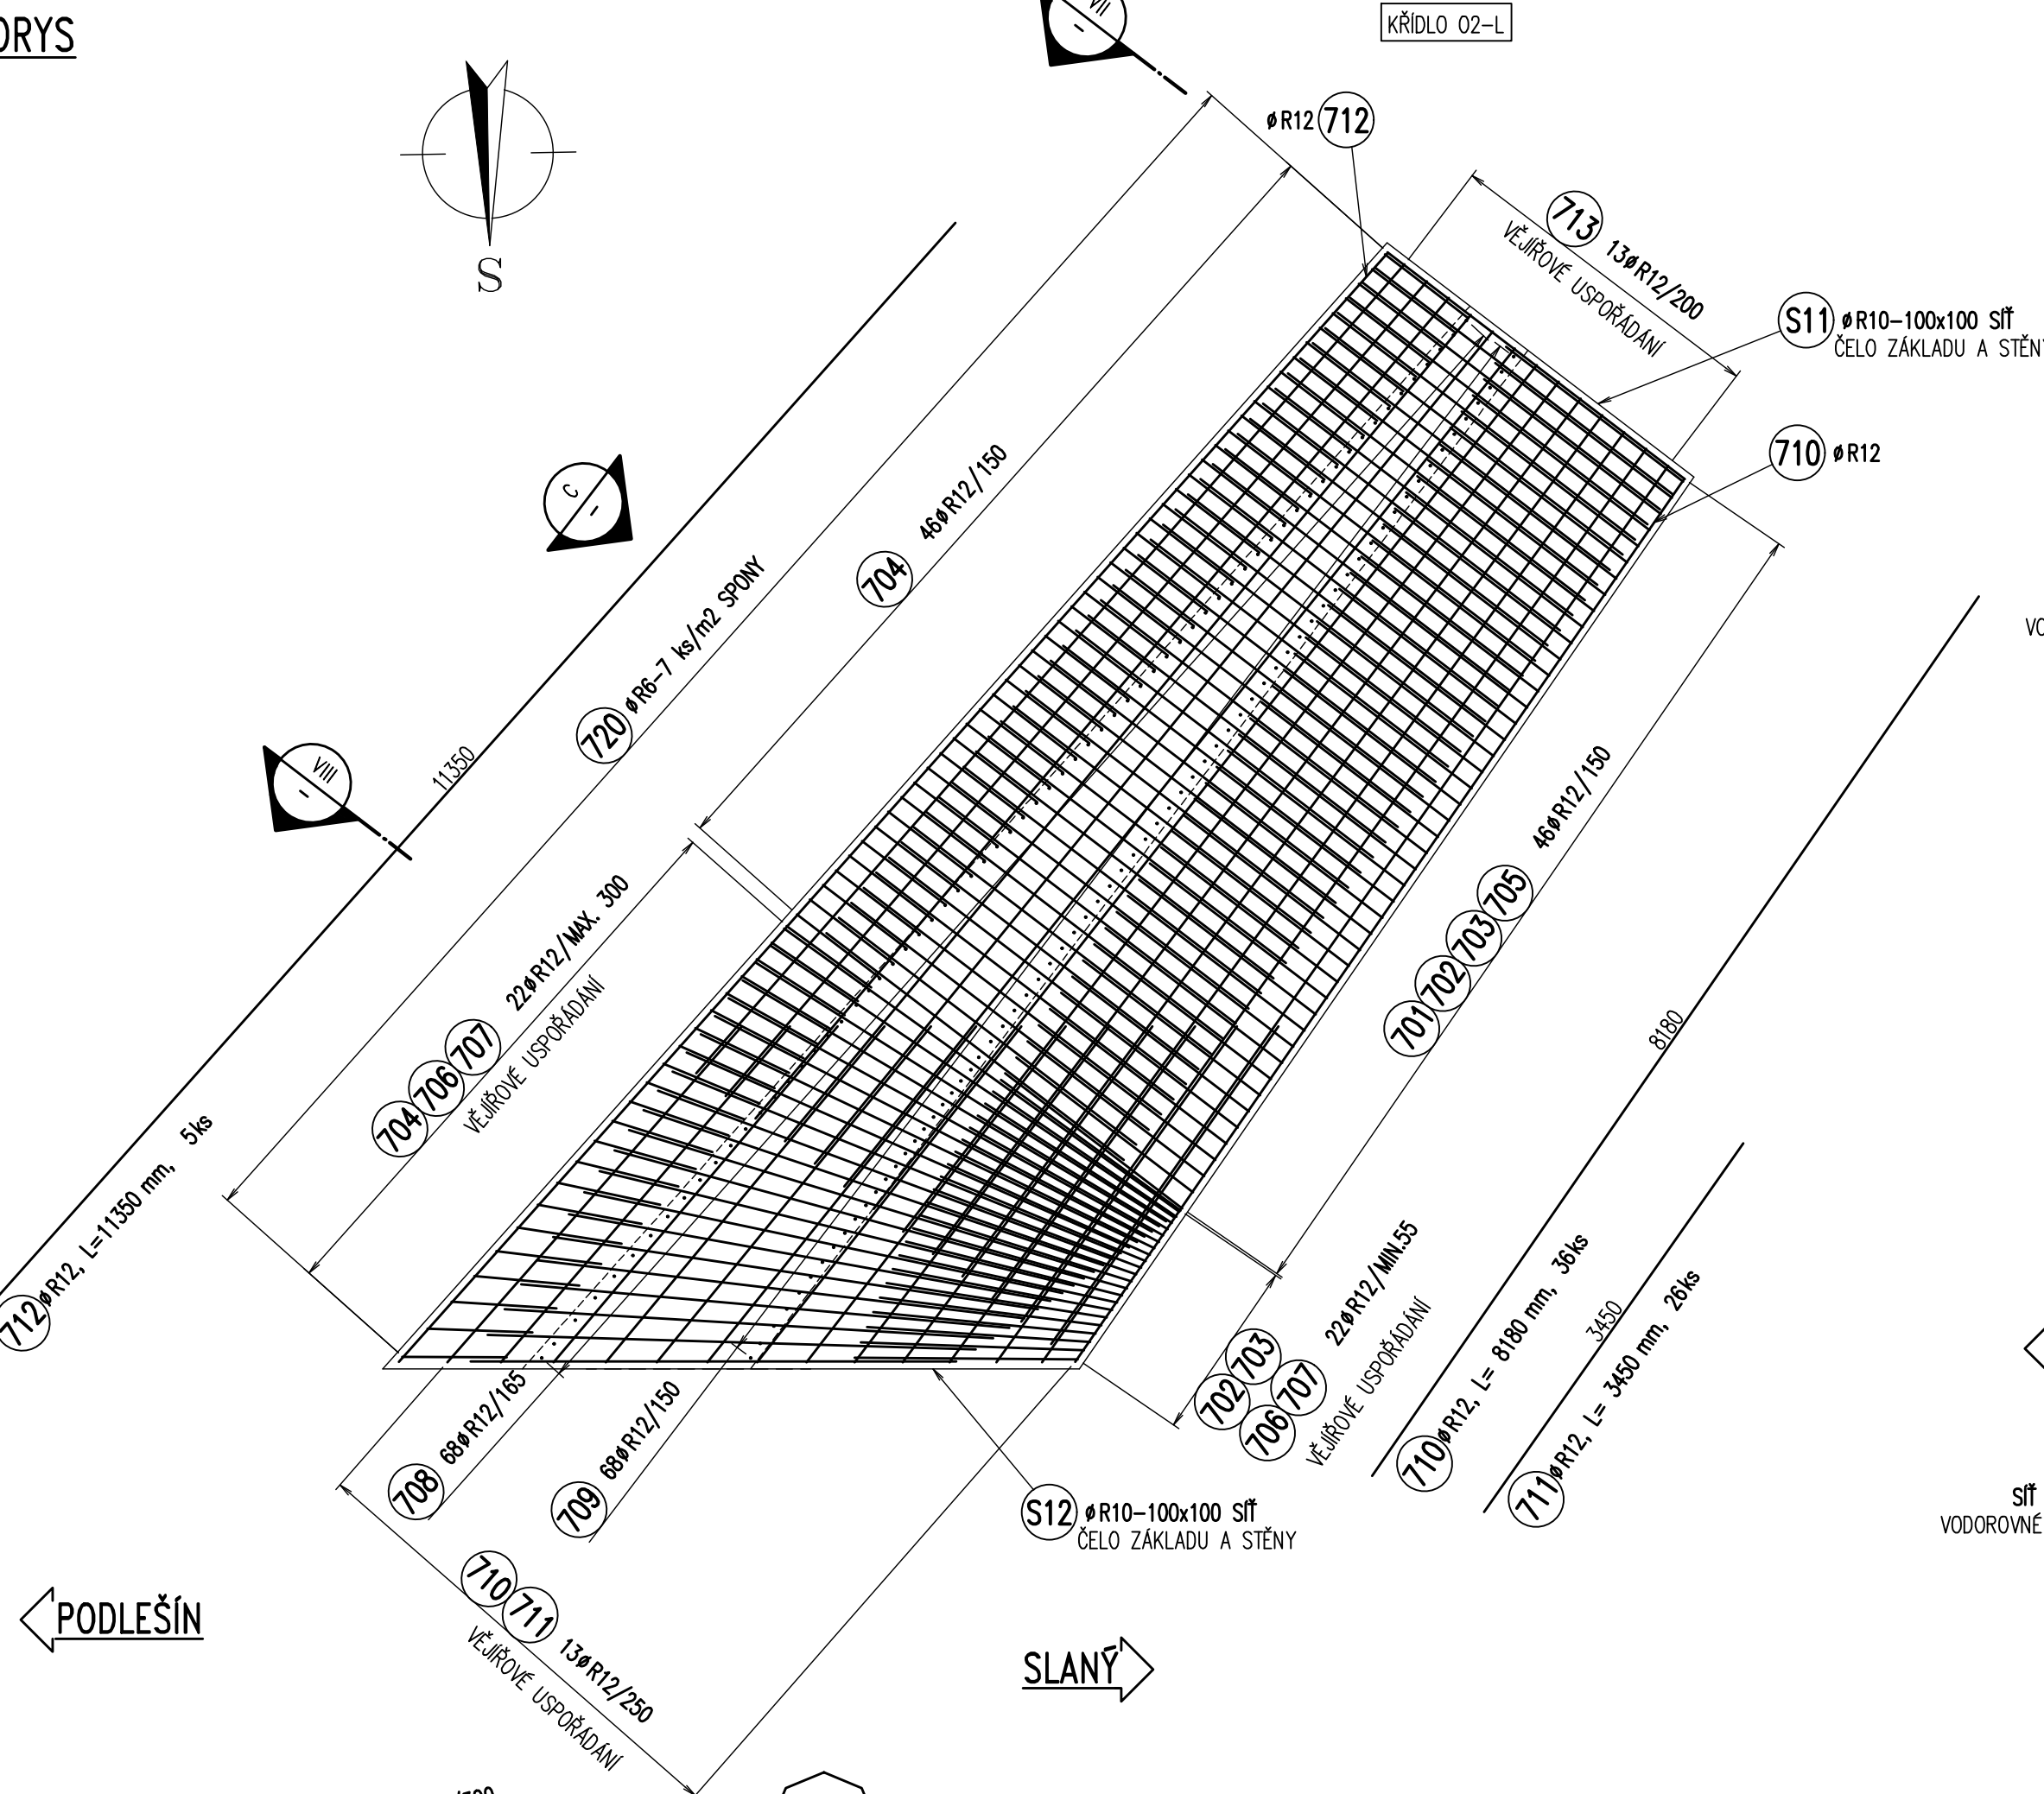 ORYS
VII
-
KŘÍDLO O2-L
øR12 712
S
713 13øR12/200
VĚJÍŘOVÉ USPOŘÁDÁNÍ
S11 øR10-100x100 SÍŤ
ČELO ZÁKLADU A STĚN
710 øR12
C
-
704 46øR12/150
720 øR6-7 ks/m2 SPONY
VIII
-
11350
704 706 707 22øR12/MAX. 300
VĚJÍŘOVÉ USPOŘÁDÁNÍ
701 702 703 705 46øR12/150
8180
712 øR12, L=11350 mm, 5ks
702 703
706 707
22øR12/MIN.55
VĚJÍŘOVÉ USPOŘÁDÁNÍ
710 øR12, L= 8180 mm, 36ks
3450
711 øR12, L= 3450 mm, 26ks
708 68øR12/165
709 68øR12/150
S12 øR10-100x100 SÍŤ
ČELO ZÁKLADU A STĚNY
SÍŤ
VODOROVNÉ
710 711 13øR12/250
VĚJÍŘOVÉ USPOŘÁDÁNÍ
PODLEŠÍN
SLANÝ